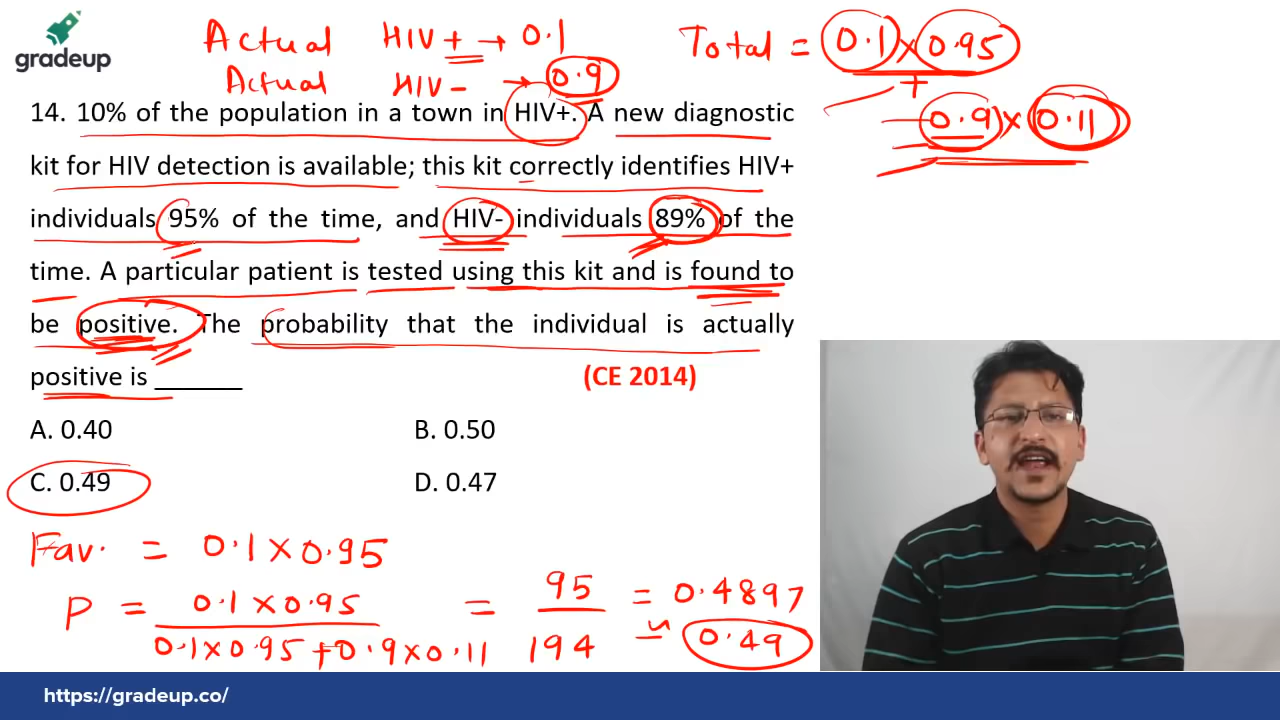 gradeup
Actual HIV + → 0.1
Actual HIV - → 0.9
Total = 0.1 × 0.95
+
0.9 × 0.11
14. 10% of the population in a town in HIV+. A new diagnostic
kit for HIV detection is available; this kit correctly identifies HIV+
individuals 95% of the time, and HIV- individuals 89% of the
time. A particular patient is tested using this kit and is found to
be positive. The probability that the individual is actually
positive is ______ (CE 2014)
A. 0.40 B. 0.50
C. 0.49 D. 0.47
Fav. = 0.1 × 0.95
P = 0.1 × 0.95 / 0.1 × 0.95 + 0.9 × 0.11 = 95 / 194 = 0.4897
≃ 0.49
https://gradeup.co/